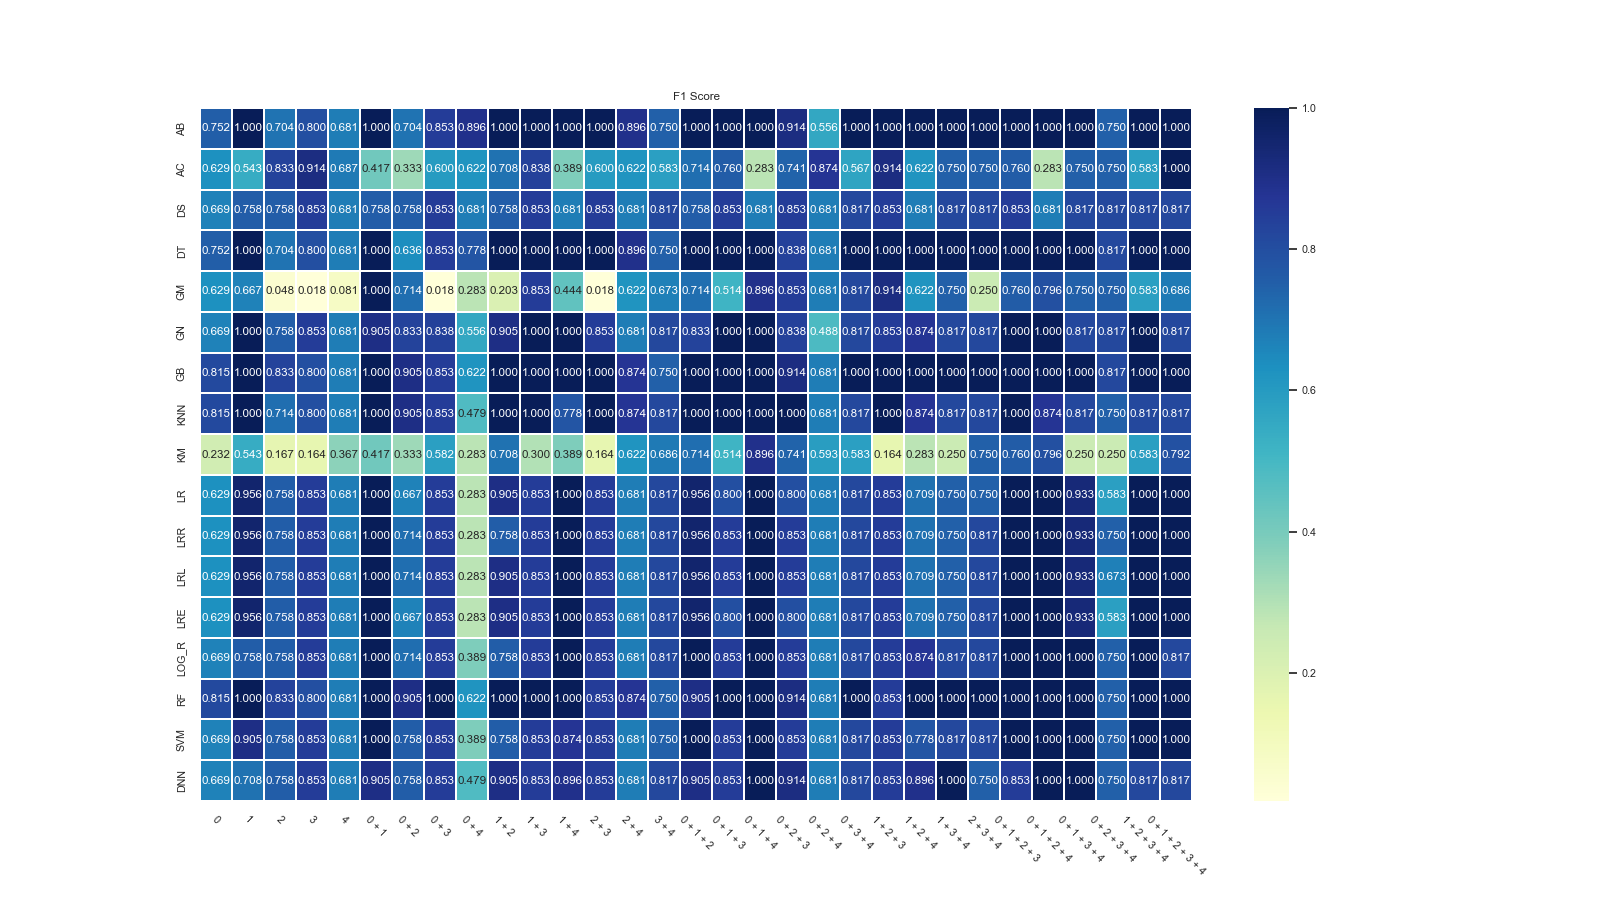 F1 Score
AB 0.752 1.000 0.704 0.800 0.681 1.000 0.704 0.853 0.896 1.000 1.000 1.000 1.000 0.896 0.750 1.000 1.000 1.000 0.914 0.556 1.000 1.000 1.000 1.000 1.000 1.000 1.000 1.000 0.750 1.000 1.000
AC 0.629 0.543 0.833 0.914 0.687 0.417 0.333 0.600 0.622 0.708 0.838 0.389 0.600 0.622 0.583 0.714 0.760 0.283 0.741 0.874 0.567 0.914 0.622 0.750 0.750 0.760 0.283 0.750 0.750 0.583 1.000
DS 0.669 0.758 0.758 0.853 0.681 0.758 0.758 0.853 0.681 0.758 0.853 0.681 0.853 0.681 0.817 0.758 0.853 0.681 0.853 0.681 0.817 0.853 0.681 0.817 0.817 0.853 0.681 0.817 0.817 0.817 0.817
DT 0.752 1.000 0.704 0.800 0.681 1.000 0.636 0.853 0.778 1.000 1.000 1.000 1.000 0.896 0.750 1.000 1.000 1.000 0.838 0.681 1.000 1.000 1.000 1.000 1.000 1.000 1.000 1.000 0.817 1.000 1.000
GM 0.629 0.667 0.048 0.018 0.081 1.000 0.714 0.018 0.283 0.203 0.853 0.444 0.018 0.622 0.673 0.714 0.514 0.896 0.853 0.681 0.817 0.914 0.622 0.750 0.250 0.760 0.796 0.750 0.750 0.583 0.686
GN 0.669 1.000 0.758 0.853 0.681 0.905 0.833 0.838 0.556 0.905 1.000 1.000 0.853 0.681 0.817 0.833 1.000 1.000 0.838 0.488 0.817 0.853 0.874 0.817 0.817 1.000 1.000 0.817 0.817 1.000 0.817
GB 0.815 1.000 0.833 0.800 0.681 1.000 0.905 0.853 0.622 1.000 1.000 1.000 1.000 0.874 0.750 1.000 1.000 1.000 0.914 0.681 1.000 1.000 1.000 1.000 1.000 1.000 1.000 1.000 0.817 1.000 1.000
KNN 0.815 1.000 0.714 0.800 0.681 1.000 0.905 0.853 0.479 1.000 1.000 0.778 1.000 0.874 0.817 1.000 1.000 1.000 1.000 0.681 0.817 1.000 0.874 0.817 0.817 1.000 0.874 0.817 0.750 0.817 0.817
KM 0.232 0.543 0.167 0.164 0.367 0.417 0.333 0.582 0.283 0.708 0.300 0.389 0.164 0.622 0.686 0.714 0.514 0.896 0.741 0.593 0.583 0.164 0.283 0.250 0.750 0.760 0.796 0.250 0.250 0.583 0.792
LR 0.629 0.956 0.758 0.853 0.681 1.000 0.667 0.853 0.283 0.905 0.853 1.000 0.853 0.681 0.817 0.956 0.800 1.000 0.800 0.681 0.817 0.853 0.709 0.750 0.750 1.000 1.000 0.933 0.583 1.000 1.000
LRR 0.629 0.956 0.758 0.853 0.681 1.000 0.714 0.853 0.283 0.758 0.853 1.000 0.853 0.681 0.817 0.956 0.853 1.000 0.853 0.681 0.817 0.853 0.709 0.750 0.817 1.000 1.000 0.933 0.750 1.000 1.000
LRL 0.629 0.956 0.758 0.853 0.681 1.000 0.714 0.853 0.283 0.905 0.853 1.000 0.853 0.681 0.817 0.956 0.853 1.000 0.853 0.681 0.817 0.853 0.709 0.750 0.817 1.000 1.000 0.933 0.673 1.000 1.000
LRE 0.629 0.956 0.758 0.853 0.681 1.000 0.667 0.853 0.283 0.905 0.853 1.000 0.853 0.681 0.817 0.956 0.800 1.000 0.800 0.681 0.817 0.853 0.709 0.750 0.817 1.000 1.000 0.933 0.583 1.000 1.000
LOG_R 0.669 0.758 0.758 0.853 0.681 1.000 0.714 0.853 0.389 0.758 0.853 1.000 0.853 0.681 0.817 1.000 0.853 1.000 0.853 0.681 0.817 0.853 0.874 0.817 0.817 1.000 1.000 1.000 0.750 1.000 0.817
RF 0.815 1.000 0.833 0.800 0.681 1.000 0.905 1.000 0.622 1.000 1.000 1.000 0.853 0.874 0.750 0.905 1.000 1.000 0.914 0.681 1.000 0.853 1.000 1.000 1.000 1.000 1.000 1.000 0.750 1.000 1.000
SVM 0.669 0.905 0.758 0.853 0.681 1.000 0.758 0.853 0.389 0.758 0.853 0.874 0.853 0.681 0.750 1.000 0.853 1.000 0.853 0.681 0.817 0.853 0.778 0.817 0.817 1.000 1.000 1.000 0.750 1.000 1.000
DNN 0.669 0.708 0.758 0.853 0.681 0.905 0.758 0.853 0.479 0.905 0.853 0.896 0.853 0.681 0.817 0.905 0.853 1.000 0.914 0.681 0.817 0.853 0.896 1.000 0.750 0.853 1.000 1.000 0.750 0.817 0.817
0 1 2 3 4 0 + 1 0 + 2 0 + 3 0 + 4 1 + 2 1 + 3 1 + 4 2 + 3 2 + 4 3 + 4 0 + 1 + 2 0 + 1 + 3 0 + 1 + 4 0 + 2 + 3 0 + 2 + 4 0 + 3 + 4 1 + 2 + 3 1 + 2 + 4 1 + 3 + 4 2 + 3 + 4 0 + 1 + 2 + 3 0 + 1 + 2 + 4 0 + 1 + 3 + 4 0 + 2 + 3 + 4 1 + 2 + 3 + 4 0 + 1 + 2 + 3 + 4
1.0
0.8
0.6
0.4
0.2